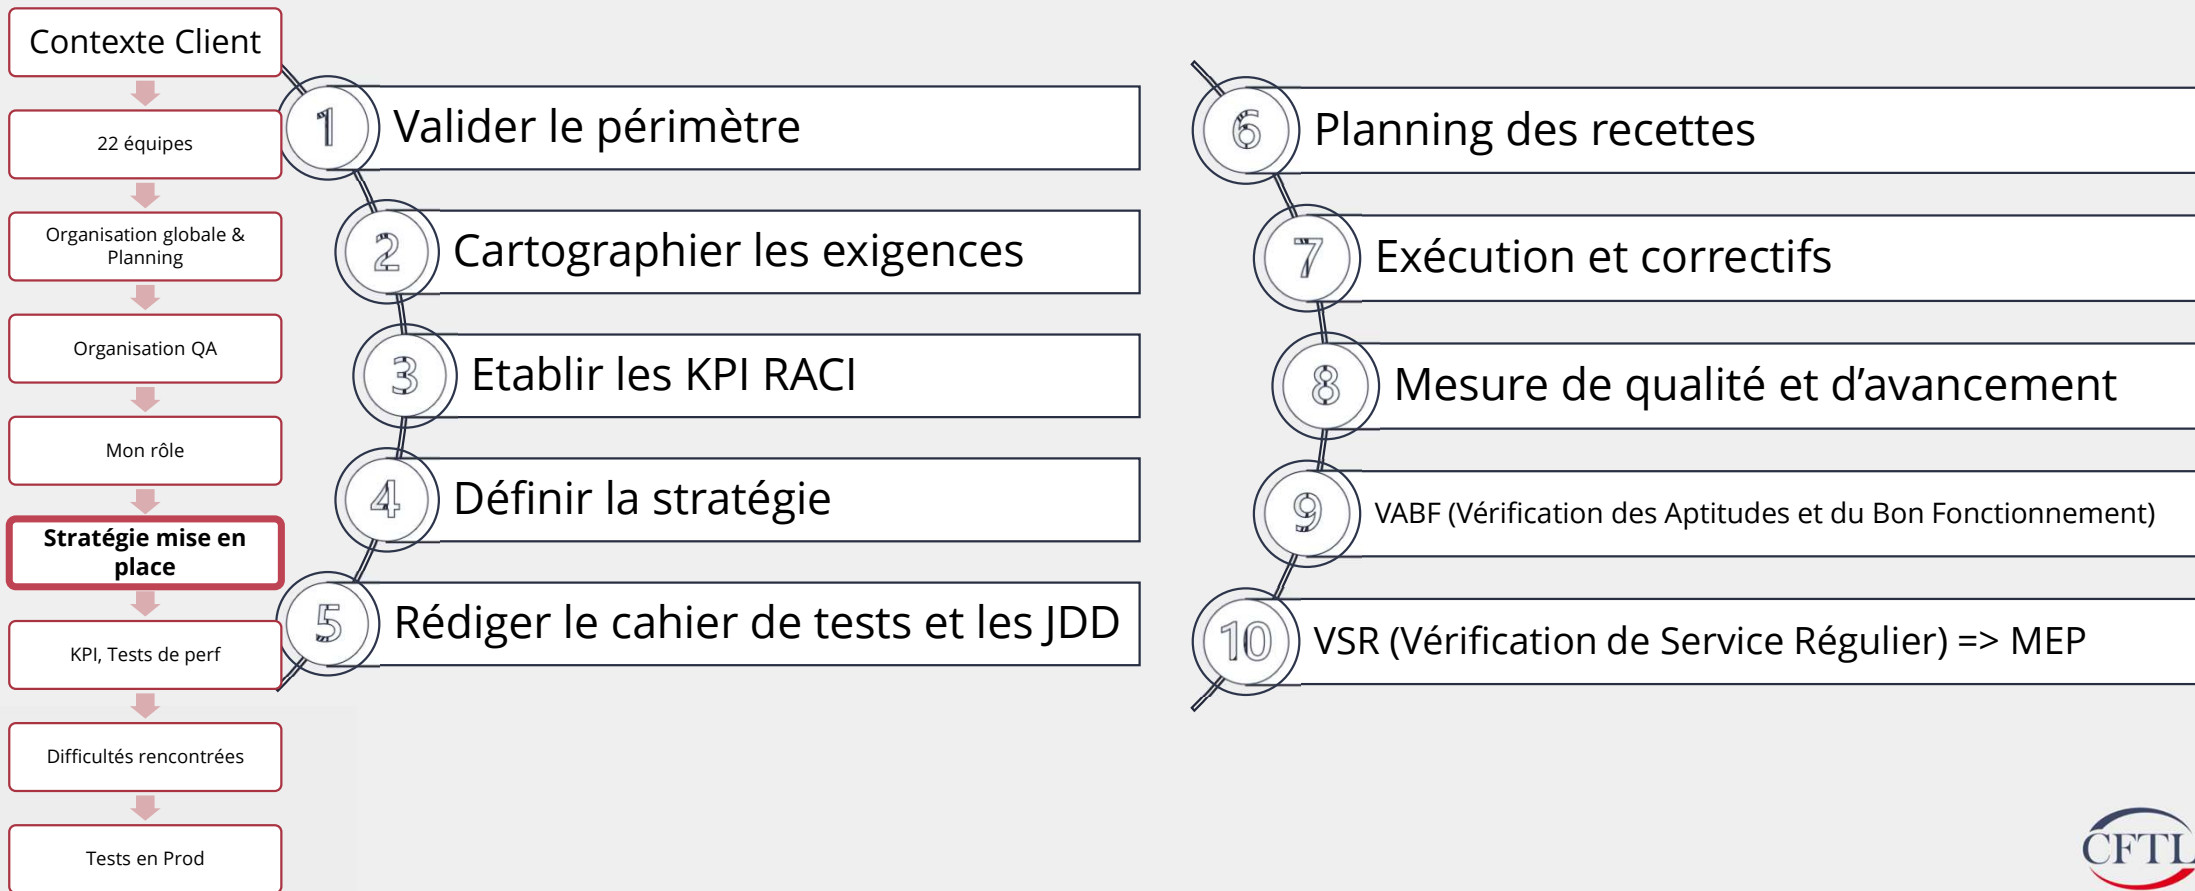 Contexte Client
22 équipes
Organisation globale &
Planning
Organisation QA
Mon rôle
Stratégie mise en
place
KPI, Tests de perf
Difficultés rencontrées
Tests en Prod
1 Valider le périmètre
2 Cartographier les exigences
3 Etablir les KPI RACI
4 Définir la stratégie
5 Rédiger le cahier de tests et les JDD
6 Planning des recettes
7 Exécution et correctifs
8 Mesure de qualité et d’avancement
9 VABF (Vérification des Aptitudes et du Bon Fonctionnement)
10 VSR (Vérification de Service Régulier) => MEP
CFTL